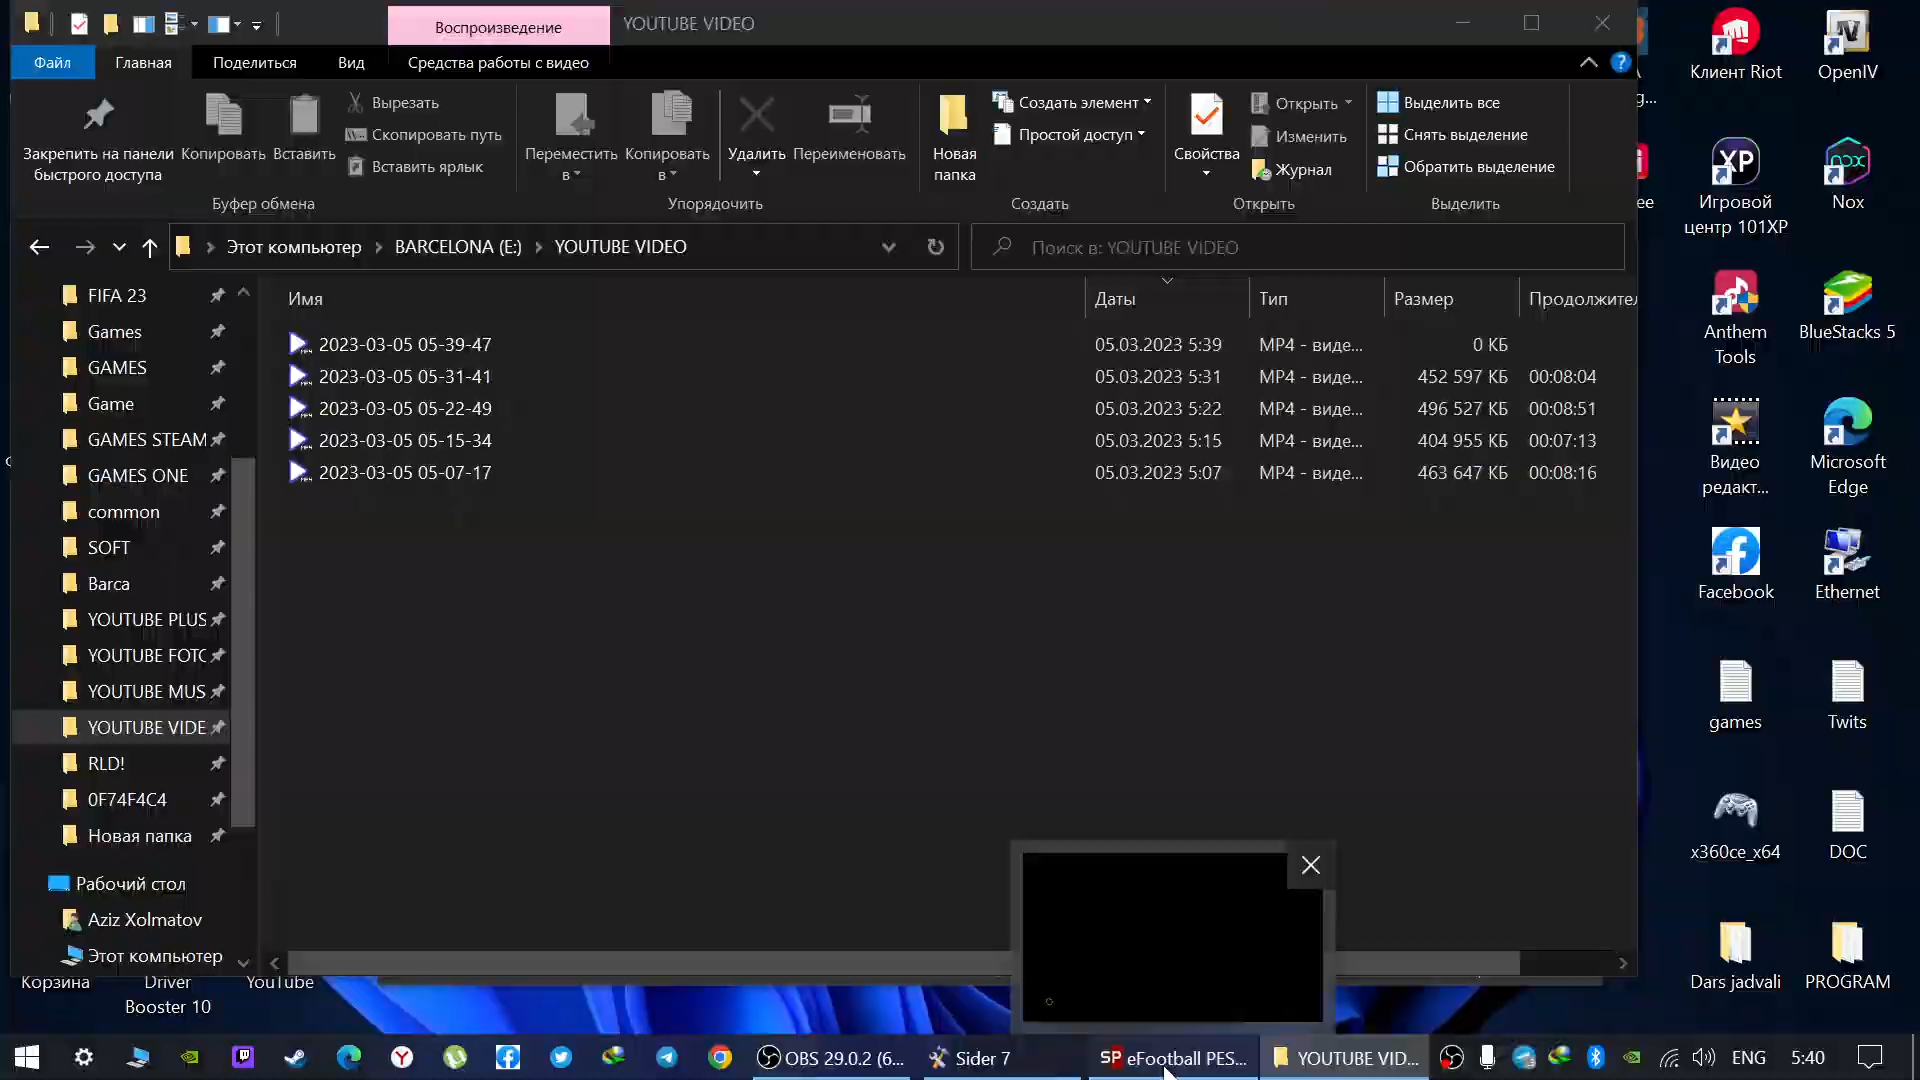 Воспроизведение
YOUTUBE VIDEO
Файл
Главная
Поделиться
Вид
Средства работы с видео
Закрепить на панели
быстрого доступа
Копировать
Вставить
Вырезать
Скопировать путь
Вставить ярлык
Буфер обмена
Переместить
в
Копировать
в
Удалить
Переименовать
Упорядочить
Новая
папка
Создать элемент
Простой доступ
Создать
Свойства
Открыть
Изменить
Журнал
Открыть
Выделить все
Снять выделение
Обратить выделение
Выделить
Этот компьютер
BARCELONA (E:)
YOUTUBE VIDEO
Поиск в: YOUTUBE VIDEO
FIFA 23
Games
GAMES
Game
GAMES STEAM
GAMES ONE
common
SOFT
Barca
YOUTUBE PLUS
YOUTUBE FOTO
YOUTUBE MUS
YOUTUBE VIDE
RLD!
0F74F4C4
Новая папка
Рабочий стол
Aziz Xolmatov
Этот компьютер
Имя Даты Тип Размер Продолжител
2023-03-05 05-39-47 05.03.2023 5:39 MP4 - виде... 0 КБ
2023-03-05 05-31-41 05.03.2023 5:31 MP4 - виде... 452 597 КБ 00:08:04
2023-03-05 05-22-49 05.03.2023 5:22 MP4 - виде... 496 527 КБ 00:08:51
2023-03-05 05-15-34 05.03.2023 5:15 MP4 - виде... 404 955 КБ 00:07:13
2023-03-05 05-07-17 05.03.2023 5:07 MP4 - виде... 463 647 КБ 00:08:16
Клиент Riot
OpenIV
XP
Игровой
центр 101XP
nox
Nox
Anthem
Tools
BlueStacks 5
Видео
редакт...
Microsoft
Edge
Facebook
Ethernet
games
Twits
x360ce_x64
DOC
Dars jadvali
PROGRAM
Корзина
Driver
Booster 10
YouTube
OBS 29.0.2 (6...
Sider 7
SP eFootball PES...
YOUTUBE VID...
ENG
5:40